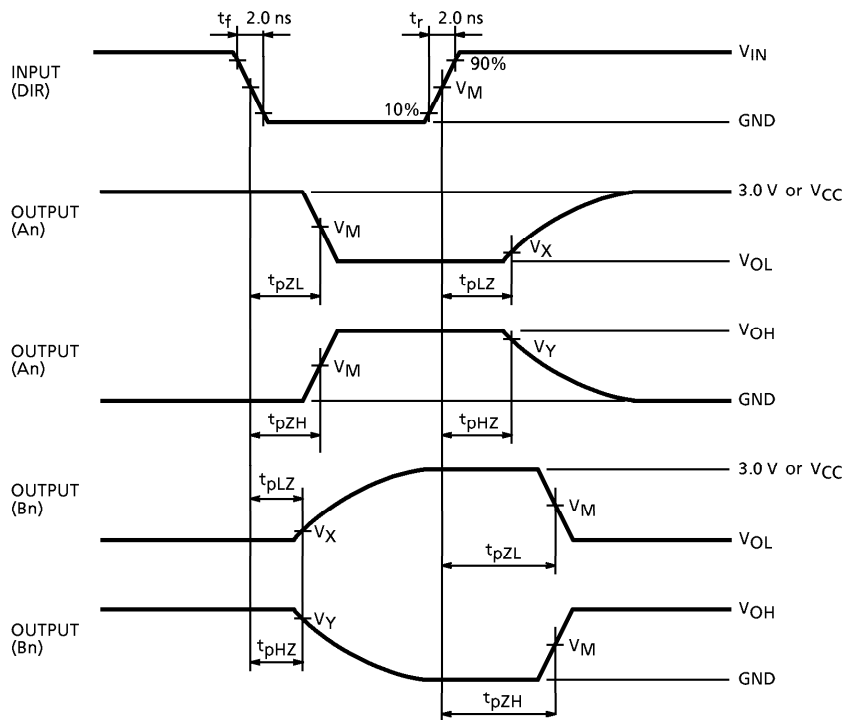 tf 2.0 ns tr 2.0 ns
INPUT
(DIR)
VIN
90%
VM
10%
GND
OUTPUT
(An)
3.0 V or VCC
VM
VX
VOL
tpZL
tpLZ
OUTPUT
(An)
VOH
VM
VY
GND
tpZH
tpHZ
OUTPUT
(Bn)
3.0 V or VCC
tpLZ
VX
VM
VOL
tpZL
OUTPUT
(Bn)
VOH
VY
VM
tpHZ
GND
tpZH